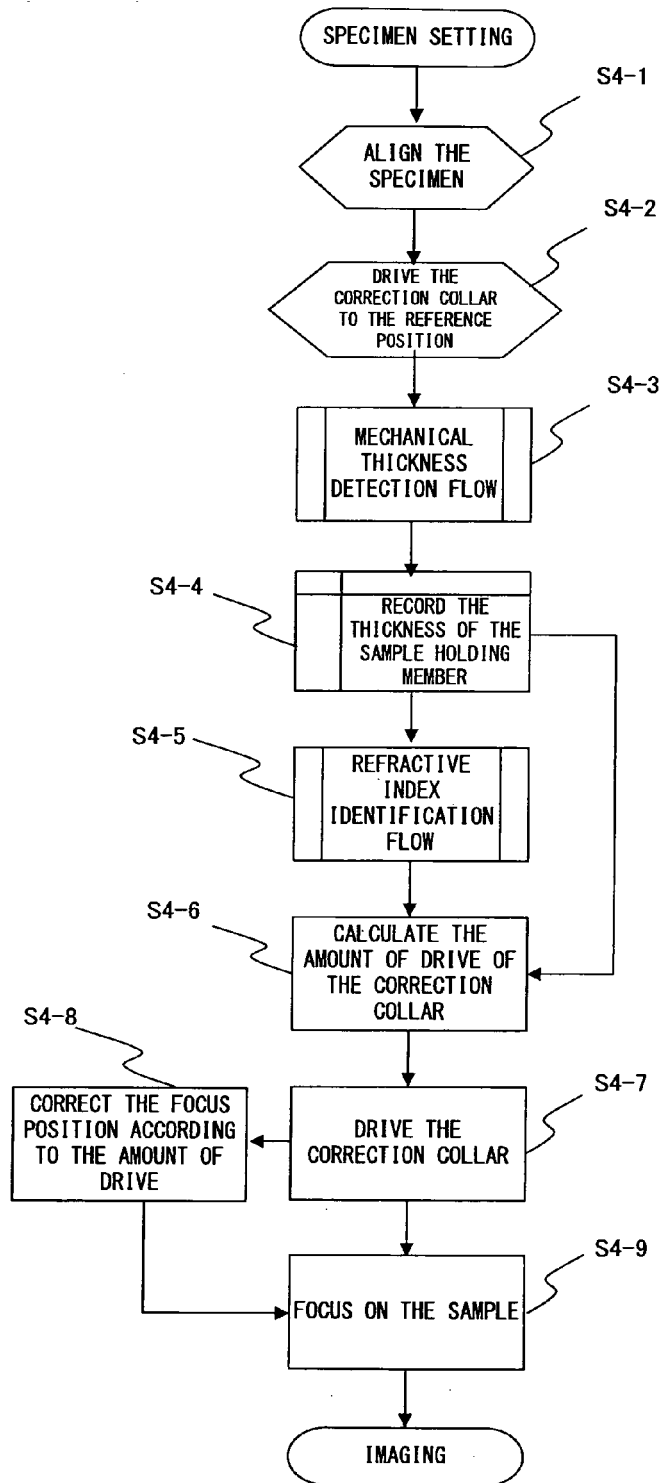 SPECIMEN SETTING
S4-1
ALIGN THE
SPECIMEN
S4-2
DRIVE THE
CORRECTION COLLAR
TO THE REFERENCE
POSITION
S4-3
MECHANICAL
THICKNESS
DETECTION FLOW
S4-4
RECORD THE
THICKNESS OF THE
SAMPLE HOLDING
MEMBER
S4-5
REFRACTIVE
INDEX
IDENTIFICATION
FLOW
S4-6
CALCULATE THE
AMOUNT OF DRIVE OF
THE CORRECTION
COLLAR
S4-8
CORRECT THE FOCUS
POSITION ACCORDING
TO THE AMOUNT OF
DRIVE
S4-7
DRIVE THE
CORRECTION COLLAR
S4-9
FOCUS ON THE SAMPLE
IMAGING